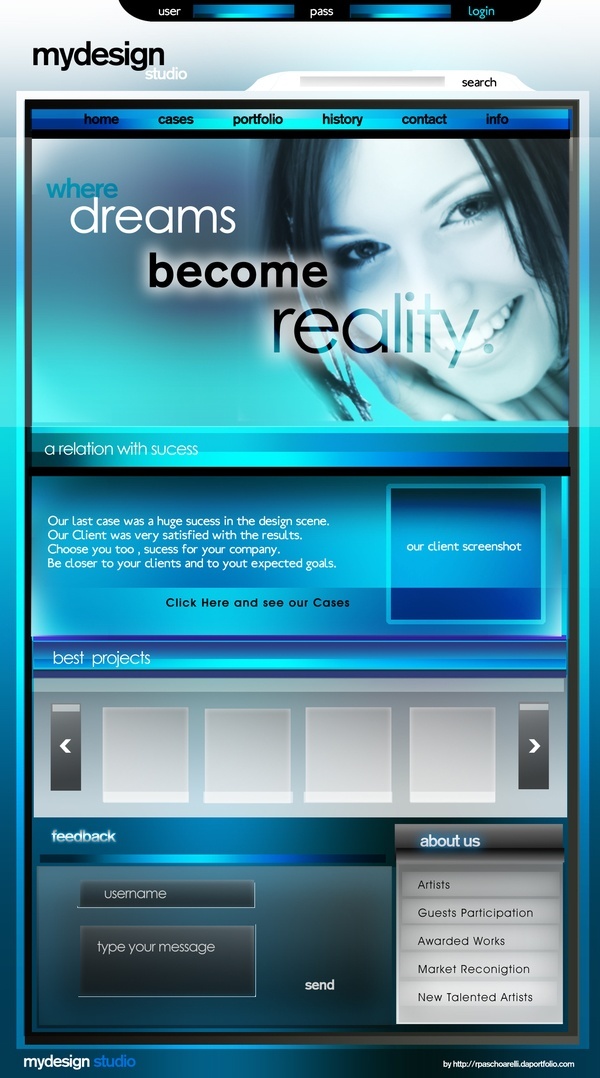 user pass login
mydesign
studio
search
home cases portfolio history contact info
where
dreams
become
reality.
a relation with sucess
Our last case was a huge sucess in the design scene.
Our Client was very satisfied with the results.
Choose you too , sucess for your company.
Be closer to your clients and to yout expected goals.
our client screenshot
Click Here and see our Cases
best projects
feedback
username
type your message
send
about us
Artists
Guests Participation
Awarded Works
Market Reconigtion
New Talented Artists
mydesign studio
by http://rpaschoarelli.daportfolio.com